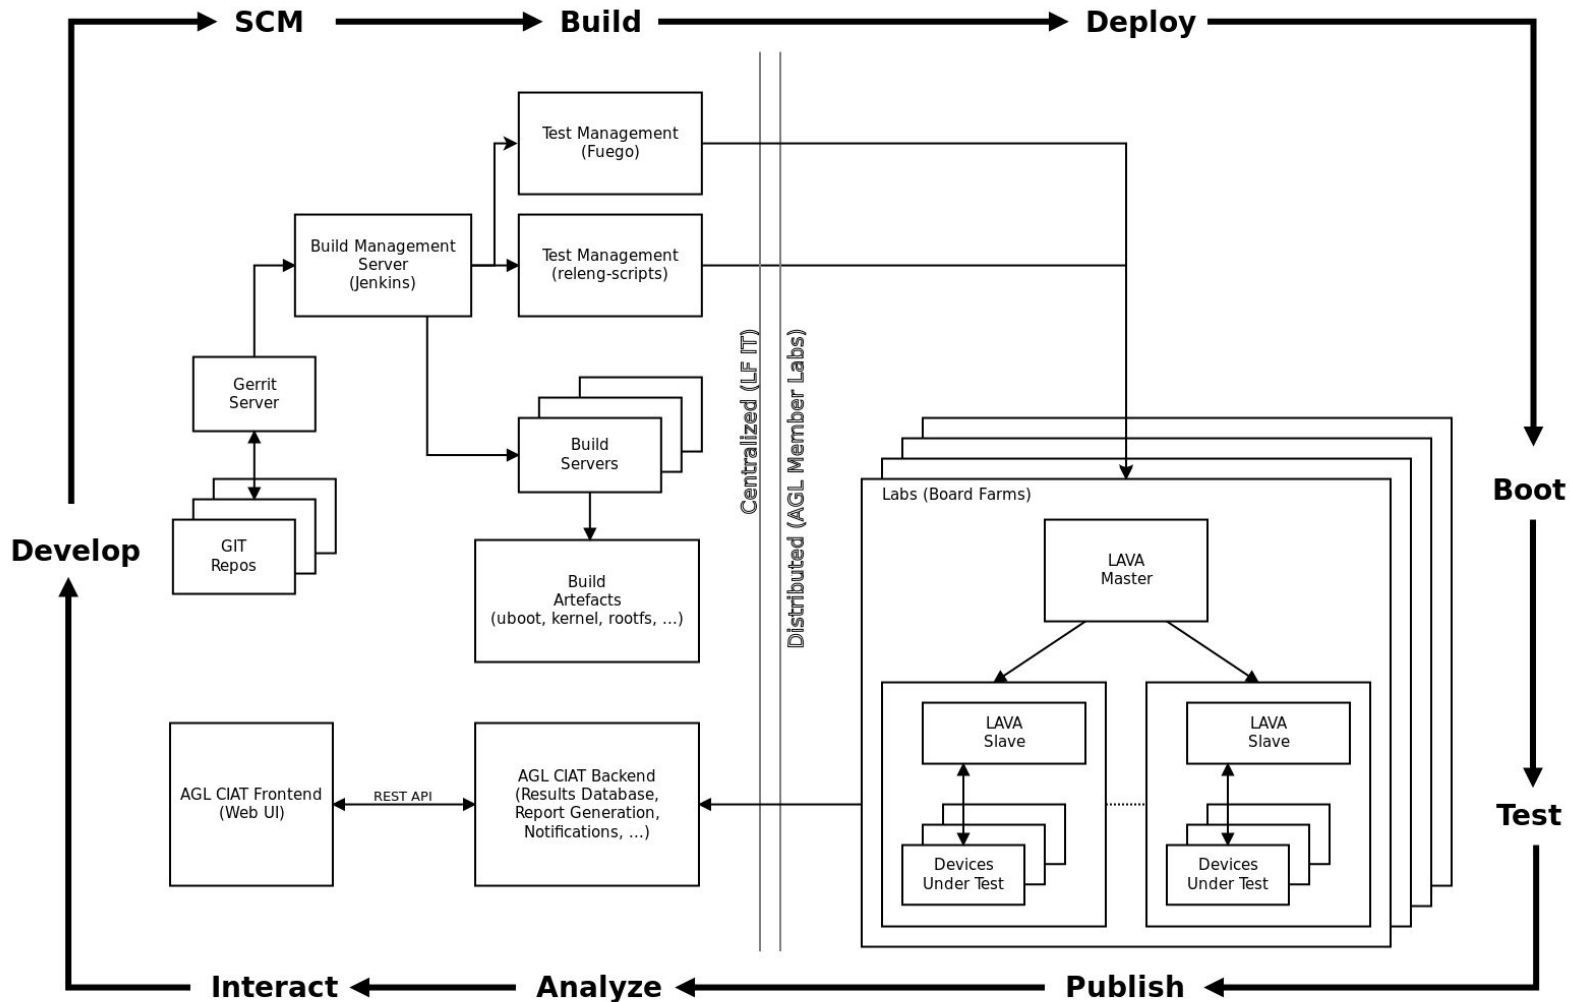 SCM
Build
Deploy
Test Management
(Fuego)
Build Management
Server
(Jenkins)
Test Management
(releng-scripts)
Centralized (LF IT)
Distributed (AGL Member Labs)
Gerrit
Server
Build
Servers
Labs (Board Farms)
Boot
Develop
GIT
Repos
LAVA
Master
Build
Artefacts
(uboot, kernel, rootfs, ...)
LAVA
Slave
LAVA
Slave
AGL CIAT Frontend
(Web UI)
REST API
AGL CIAT Backend
(Results Database,
Report Generation,
Notifications, ...)
Test
Devices
Under Test
Devices
Under Test
Interact
Analyze
Publish